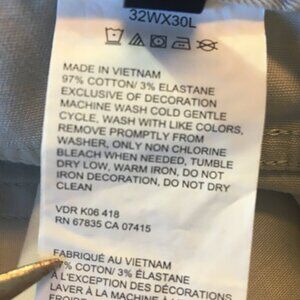 32WX30L
MADE IN VIETNAM
97% COTTON/ 3% ELASTANE
EXCLUSIVE OF DECORATION
MACHINE WASH COLD GENTLE
CYCLE, WASH WITH LIKE COLORS,
REMOVE PROMPTLY FROM
WASHER, ONLY NON CHLORINE
BLEACH WHEN NEEDED, TUMBLE
DRY LOW, WARM IRON, DO NOT
IRON DECORATION, DO NOT DRY
CLEAN
VDR K06 418
RN 67835 CA 07415
FABRIQUÉ AU VIETNAM
7% COTON/ 3% ÉLASTANE
À L'EXCEPTION DES DÉCORATIONS
LAVER À LA MACHINE À